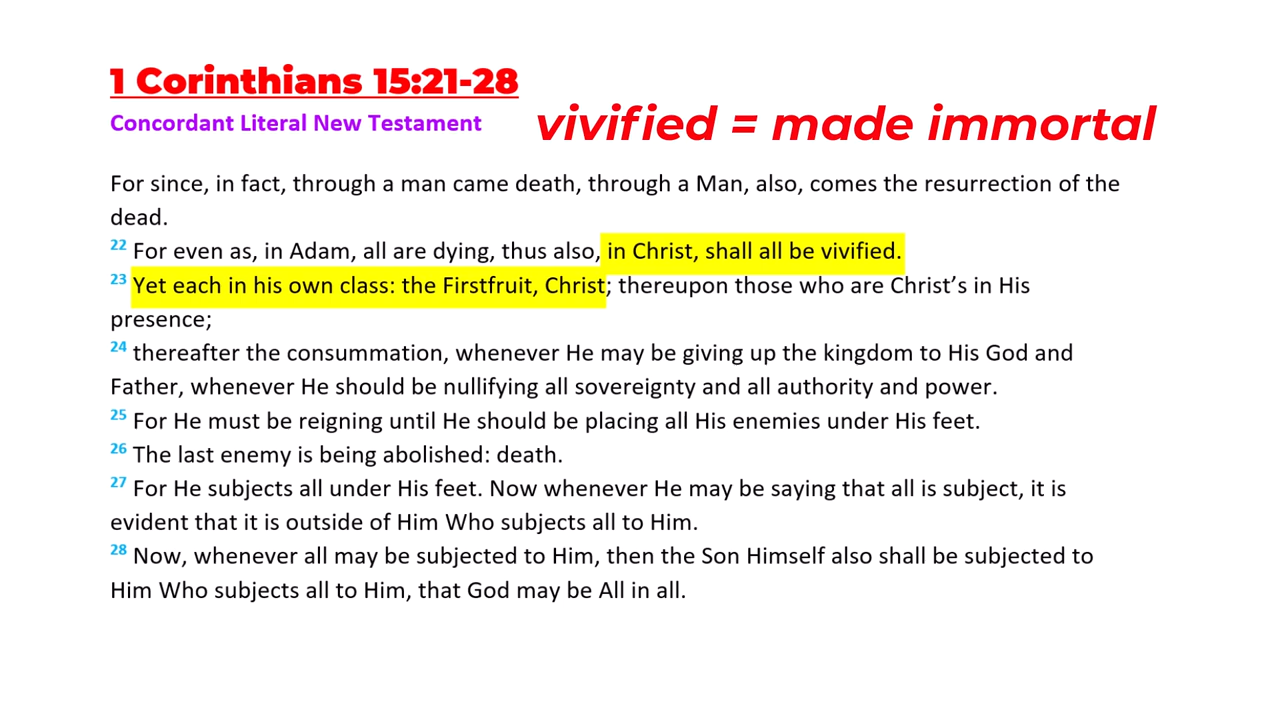 1 Corinthians 15:21-28
Concordant Literal New Testament
vivified = made immortal
For since, in fact, through a man came death, through a Man, also, comes the resurrection of the
dead.
22 For even as, in Adam, all are dying, thus also, in Christ, shall all be vivified.
23 Yet each in his own class: the Firstfruit, Christ; thereupon those who are Christ’s in His
presence;
24 thereafter the consummation, whenever He may be giving up the kingdom to His God and
Father, whenever He should be nullifying all sovereignty and all authority and power.
25 For He must be reigning until He should be placing all His enemies under His feet.
26 The last enemy is being abolished: death.
27 For He subjects all under His feet. Now whenever He may be saying that all is subject, it is
evident that it is outside of Him Who subjects all to Him.
28 Now, whenever all may be subjected to Him, then the Son Himself also shall be subjected to
Him Who subjects all to Him, that God may be All in all.